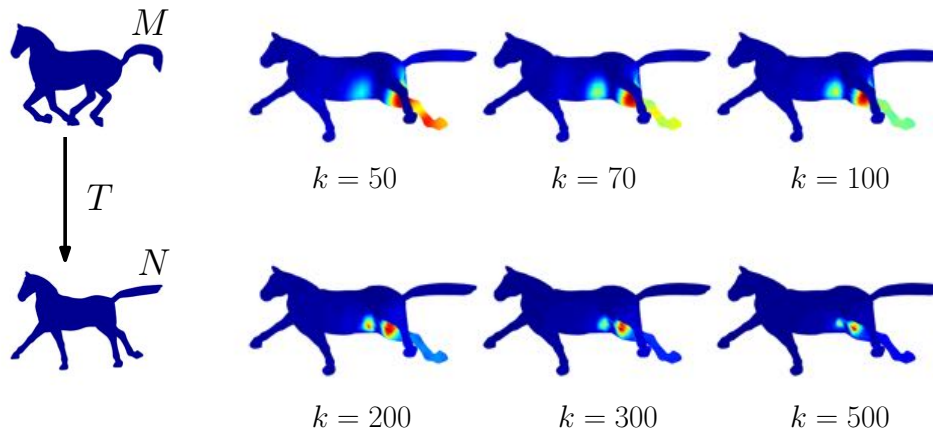 M
T
N
k = 50
k = 70
k = 100
k = 200
k = 300
k = 500